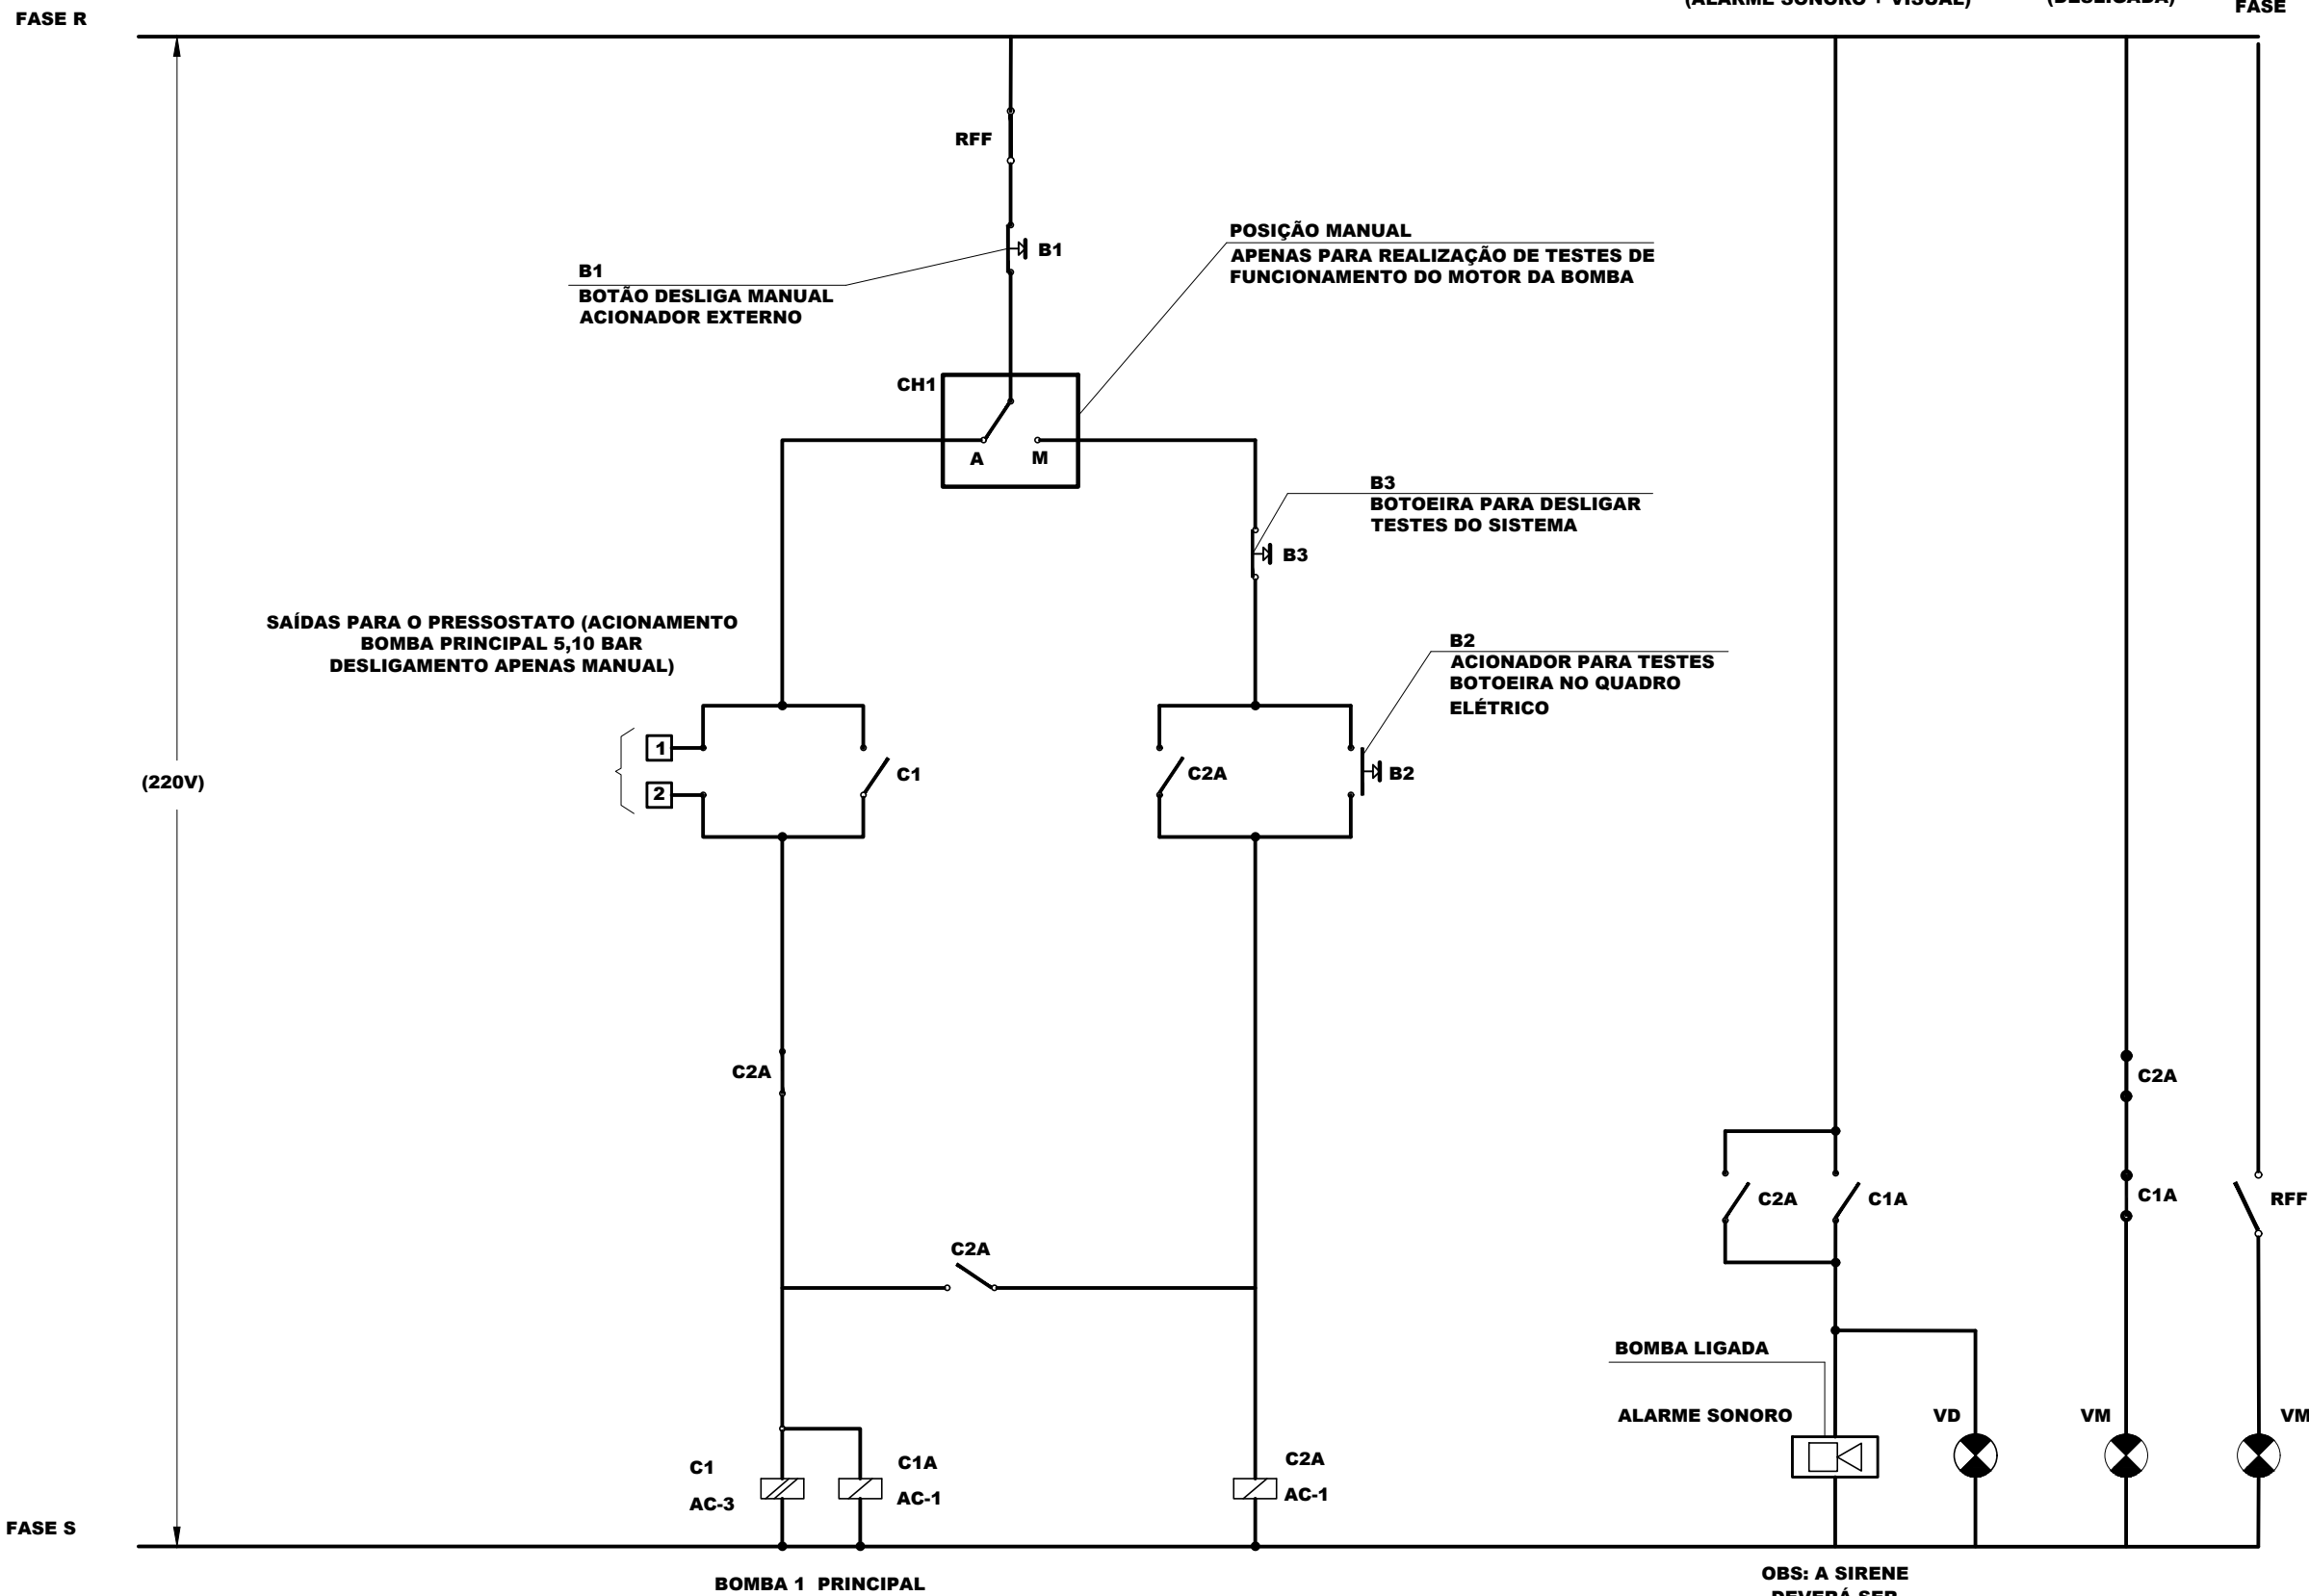 (ALARME SONORO + VISUAL)
(DESLIGADA)
FASE
FASE R
RFF
B1
B1
BOTÃO DESLIGA MANUAL
ACIONADOR EXTERNO
POSIÇÃO MANUAL
APENAS PARA REALIZAÇÃO DE TESTES DE
FUNCIONAMENTO DO MOTOR DA BOMBA
CH1
A
M
B3
BOTOEIRA PARA DESLIGAR
TESTES DO SISTEMA
B3
SAÍDAS PARA O PRESSOSTATO (ACIONAMENTO
BOMBA PRINCIPAL 5,10 BAR
DESLIGAMENTO APENAS MANUAL)
B2
ACIONADOR PARA TESTES
BOTOEIRA NO QUADRO
ELÉTRICO
1
2
C1
C2A
B2
(220V)
C2A
C2A
C1A
C2A
C1A
RFF
C2A
BOMBA LIGADA
ALARME SONORO
VD
VM
VM
C1
AC-3
C1A
AC-1
C2A
AC-1
FASE S
BOMBA 1 PRINCIPAL
OBS: A SIRENE
DEVERÁ SER